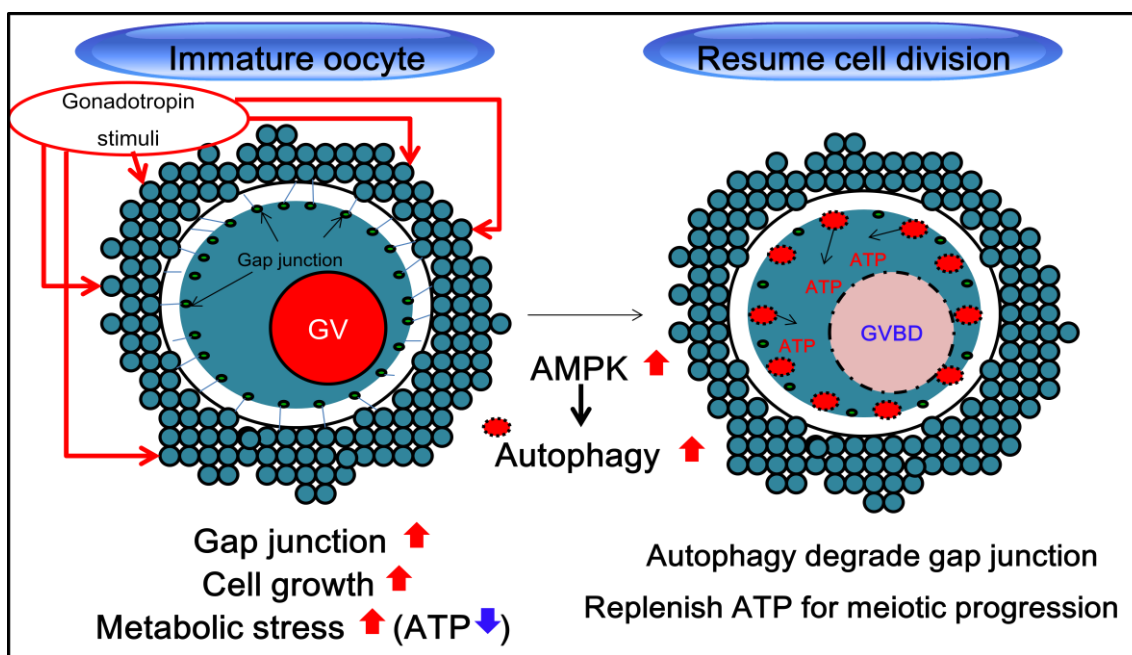 Immature oocyte
Resume cell division
Gonadotropin
stimuli
Gap junction
GV
ATP
ATP
ATP
GVBD
AMPK
Autophagy
Gap junction
Cell growth
Metabolic stress (ATP )
Autophagy degrade gap junction
Replenish ATP for meiotic progression